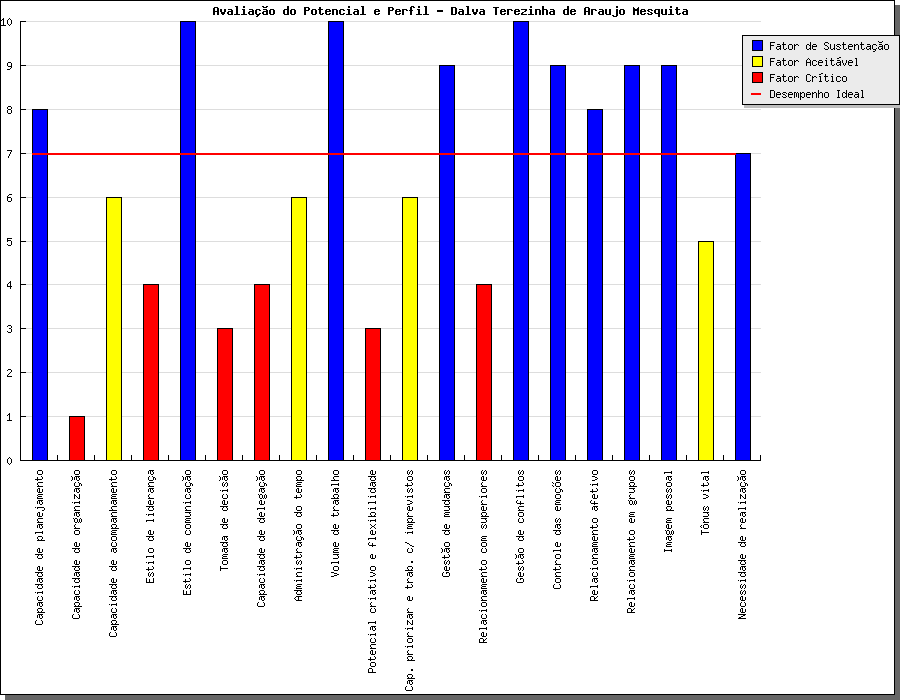 Avaliação do Potencial e Perfil - Dalva Terezinha de Araujo Mesquita
Fator de Sustentação
Fator Aceitável
Fator Crítico
Desempenho Ideal
10
9
8
7
6
5
4
3
2
1
0
Capacidade de planejamento
Capacidade de organização
Capacidade de acompanhamento
Estilo de liderança
Estilo de comunicação
Tomada de decisão
Capacidade de delegação
Administração do tempo
Volume de trabalho
Potencial criativo e flexibilidade
Cap. priorizar e trab. c/ imprevistos
Gestão de mudanças
Relacionamento com superiores
Gestão de conflitos
Controle das emoções
Relacionamento afetivo
Relacionamento em grupos
Imagem pessoal
Tônus vital
Necessidade de realização